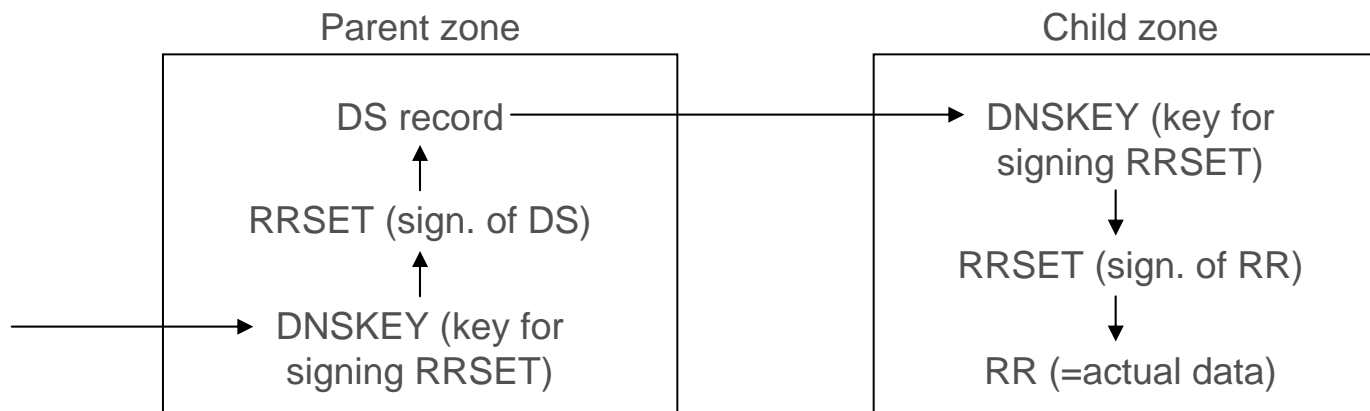 Parent zone
DS record
RRSET (sign. of DS)
DNSKEY (key for
signing RRSET)
Child zone
DNSKEY (key for
signing RRSET)
RRSET (sign. of RR)
RR (=actual data)